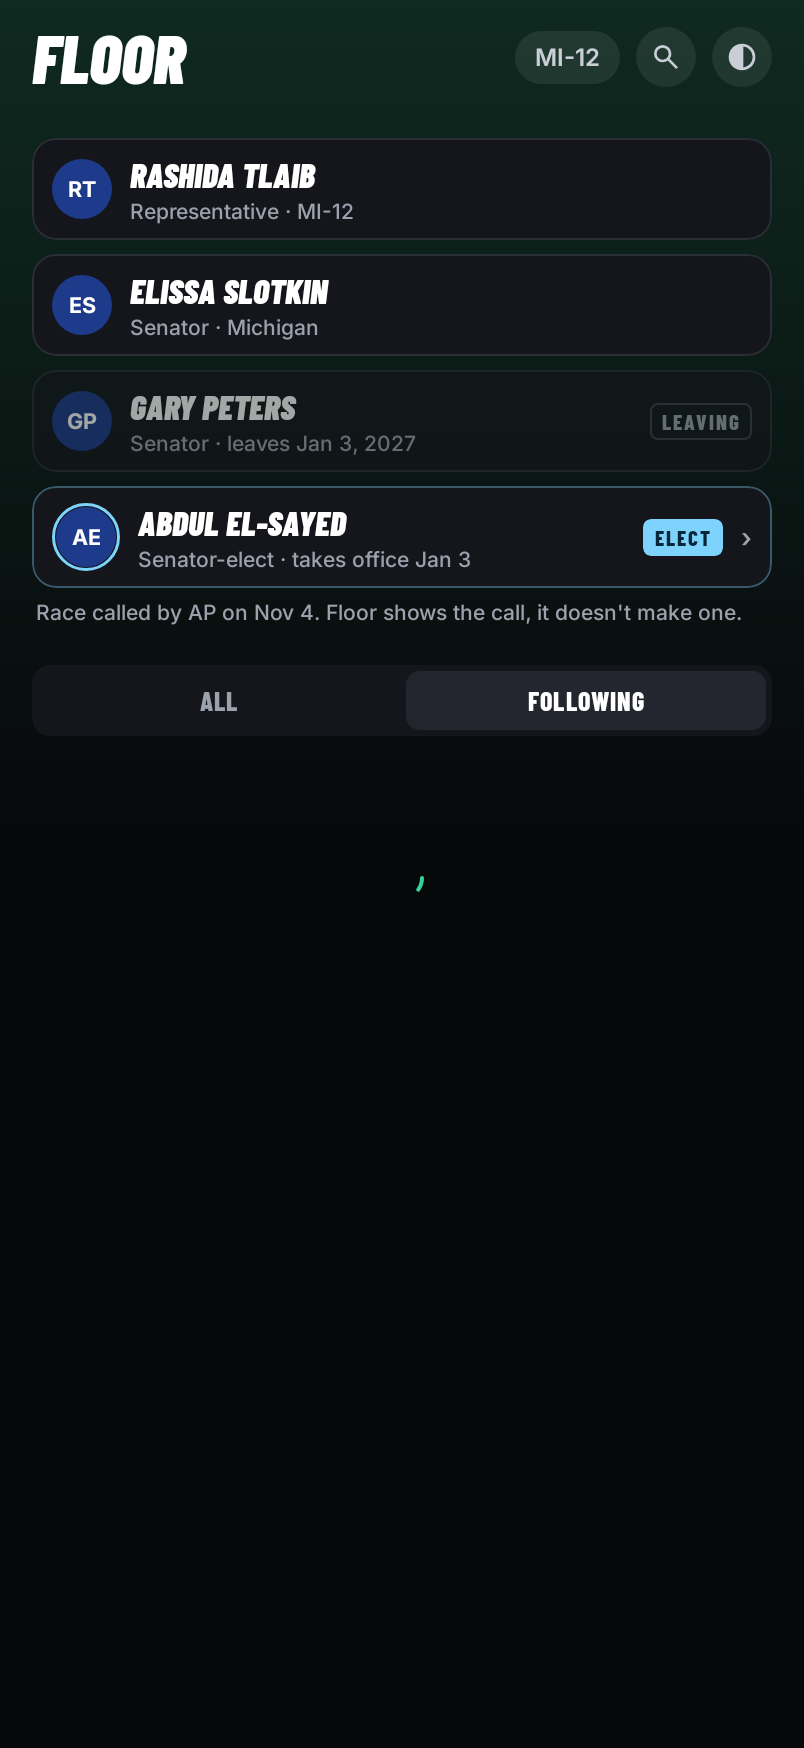 FLOOR
MI-12
RT
RASHIDA TLAIB
Representative · MI-12
ES
ELISSA SLOTKIN
Senator · Michigan
GP
GARY PETERS
Senator · leaves Jan 3, 2027
LEAVING
AE
ABDUL EL-SAYED
Senator-elect · takes office Jan 3
ELECT
Race called by AP on Nov 4. Floor shows the call, it doesn't make one.
ALL
FOLLOWING